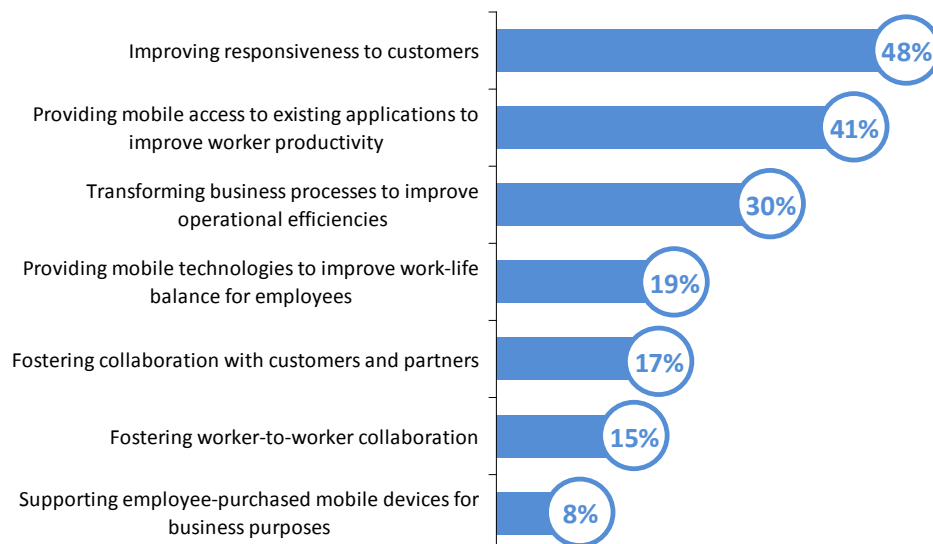 Improving responsiveness to customers
48%
Providing mobile access to existing applications to
improve worker productivity
41%
Transforming business processes to improve
operational efficiencies
30%
Providing mobile technologies to improve work-life
balance for employees
19%
Fostering collaboration with customers and partners
17%
Fostering worker-to-worker collaboration
15%
Supporting employee-purchased mobile devices for
business purposes
8%